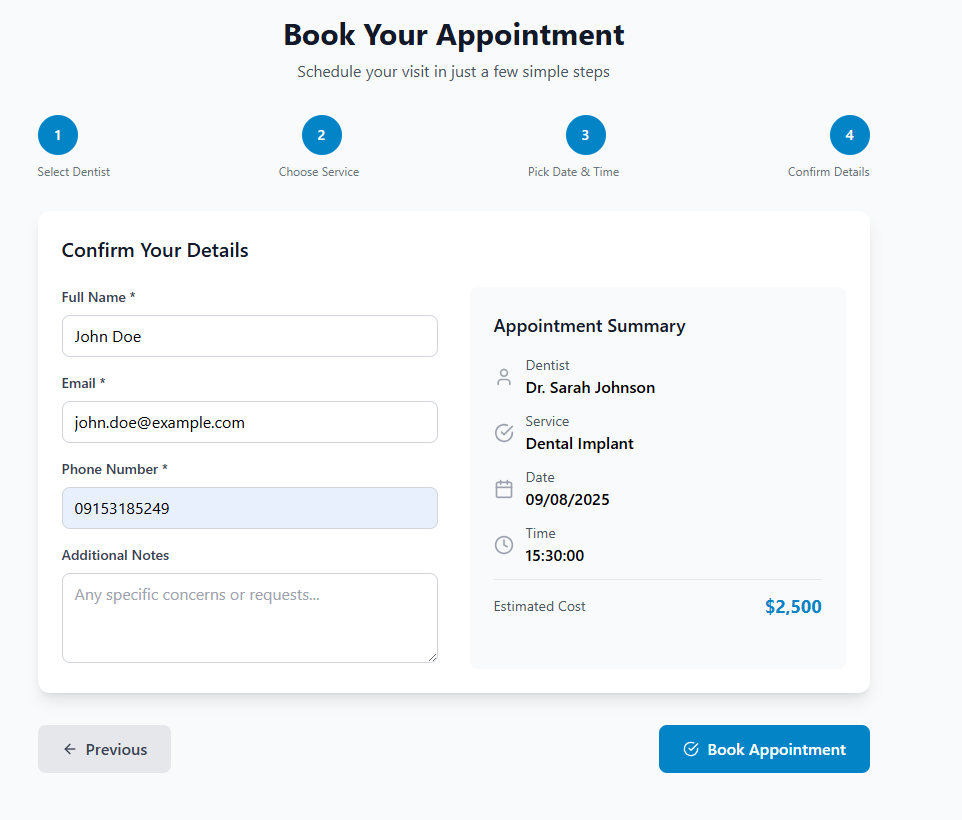 Book Your Appointment
Schedule your visit in just a few simple steps
1
2
3
4
Select Dentist
Choose Service
Pick Date & Time
Confirm Details
Confirm Your Details
Full Name *
John Doe
Email *
john.doe@example.com
Phone Number *
09153185249
Additional Notes
Any specific concerns or requests...
Appointment Summary
Dentist
Dr. Sarah Johnson
Service
Dental Implant
Date
09/08/2025
Time
15:30:00
Estimated Cost
$2,500
Previous
Book Appointment